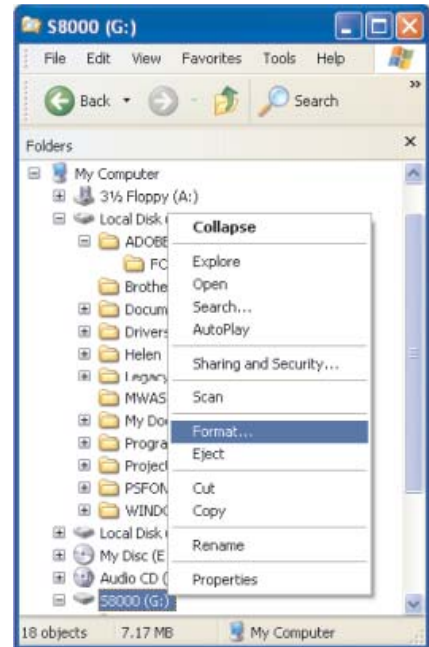 S8000 (G:)
File Edit View Favorites Tools Help
Back Search
Folders
My Computer
3½ Floppy (A:)
Local Disk
ADOBE
FO
Brothe
Docum
Drivers
Helen
Legacy
MWAS
My Do
Progra
Project
PSFON
WINDO
Local Disk
My Disc (E
Audio CD (
S8000 (G:)
Collapse
Explore
Open
Search...
AutoPlay
Sharing and Security...
Scan
Format...
Eject
Cut
Copy
Rename
Properties
18 objects 7.17 MB My Computer